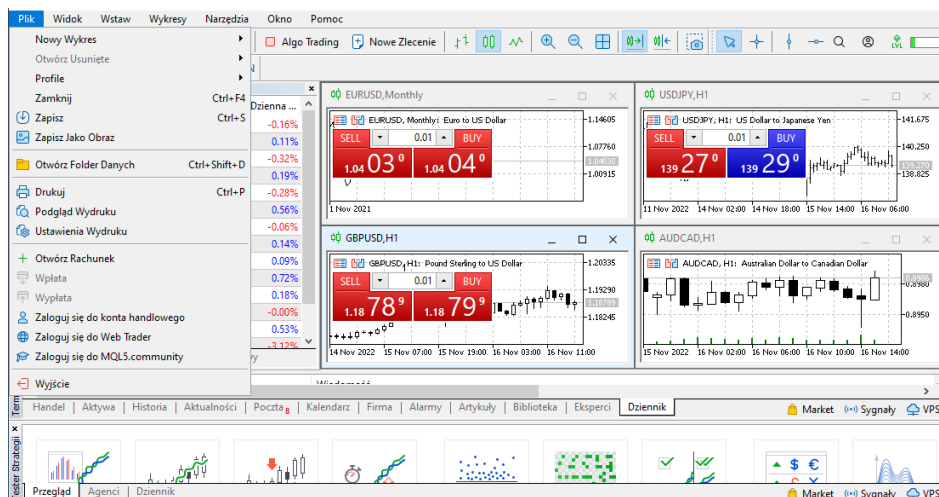 Plik Widok Wstaw Wykresy Narzędzia Okno Pomoc
Nowy Wykres
Otwórz Usunięte
Profile
Zamknij Ctrl+F4
Zapisz Ctrl+S
Zapisz Jako Obraz
Otwórz Folder Danych Ctrl+Shift+D
Drukuj Ctrl+P
Podgląd Wydruku
Ustawienia Wydruku
Otwórz Rachunek
Wpłata
Wypłata
Zaloguj się do konta handlowego
Zaloguj się do Web Trader
Zaloguj się do MQL5.community
Wyjście
Algo Trading Nowe Zlecenie LVL
Dzienna ...
-0.16%
0.11%
-0.32%
0.19%
-0.28%
0.56%
-0.06%
0.14%
0.09%
0.72%
0.18%
-0.00%
0.53%
-3.12%
EURUSD,Monthly
EURUSD, Monthly: Euro to US Dollar
SELL 0.01 BUY
1.04 03 0 1.04 04 0
1.14605
1.07760
1.04030
1.00915
1 Nov 2021
USDJPY,H1
USDJPY, H1: US Dollar to Japanese Yen
SELL 0.01 BUY
139 27 0 139 29 0
141.675
140.250
139.270
138.825
11 Nov 2022 14 Nov 02:00 14 Nov 18:00 15 Nov 14:00 16 Nov 06:00
GBPUSD,H1
GBPUSD, H1: Pound Sterling to US Dollar
SELL 0.01 BUY
1.18 78 9 1.18 79 9
1.20335
1.19290
1.18789
1.18245
14 Nov 2022 15 Nov 07:00 15 Nov 19:00 16 Nov 03:00 16 Nov 11:00
AUDCAD,H1
AUDCAD, H1: Australian Dollar to Canadian Dollar
0.8986
0.8980
0.8950
15 Nov 2022 16 Nov 02:00 16 Nov 06:00 16 Nov 10:00 16 Nov 14:00
Handel Aktywa Historia Aktualności Poczta 8 Kalendarz Firma Alarmy Artykuły Biblioteka Eksperci Dziennik
Market Sygnały VPS
Przegląd Agenci Dziennik
Market Sygnały VPS